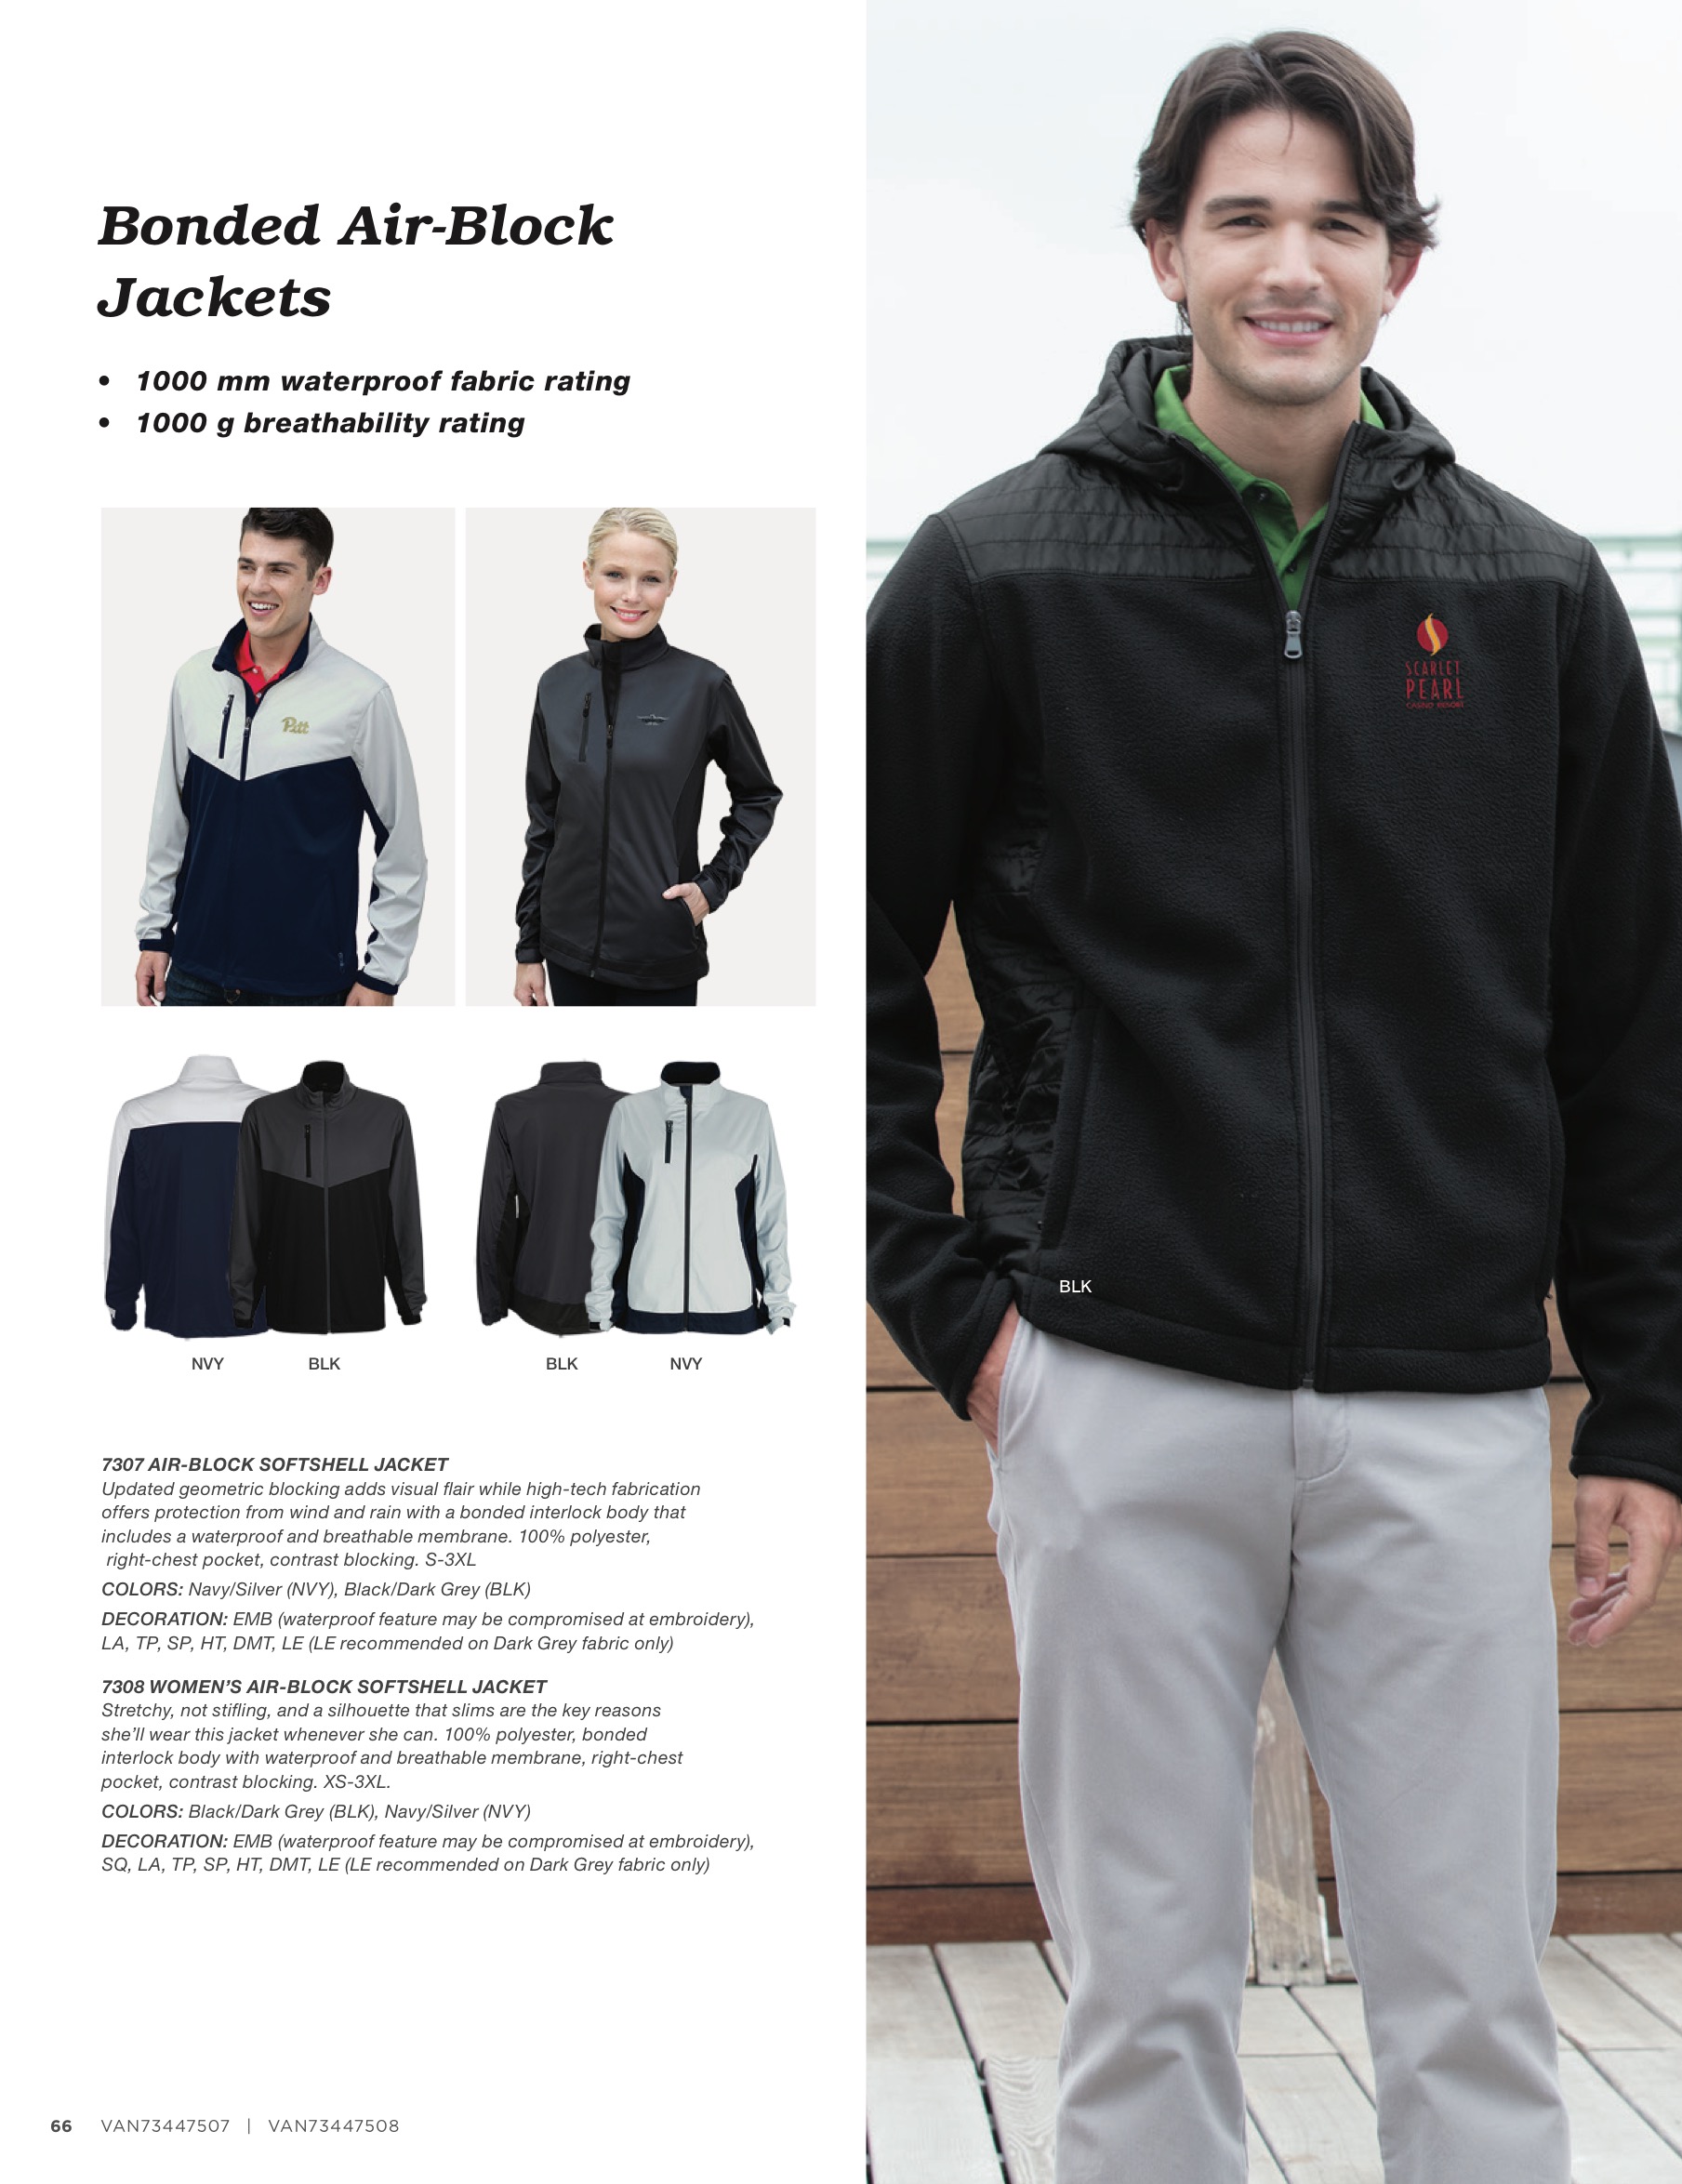 Bonded Air-Block
Jackets
• 1000 mm waterproof fabric rating
• 1000 g breathability rating
Pitt
SCARLET
PEARL
CASINO RESORT
BLK
NVY BLK BLK NVY
7307 AIR-BLOCK SOFTSHELL JACKET
Updated geometric blocking adds visual flair while high-tech fabrication
offers protection from wind and rain with a bonded interlock body that
includes a waterproof and breathable membrane. 100% polyester,
right-chest pocket, contrast blocking. S-3XL
COLORS: Navy/Silver (NVY), Black/Dark Grey (BLK)
DECORATION: EMB (waterproof feature may be compromised at embroidery),
LA, TP, SP, HT, DMT, LE (LE recommended on Dark Grey fabric only)
7308 WOMEN'S AIR-BLOCK SOFTSHELL JACKET
Stretchy, not stifling, and a silhouette that slims are the key reasons
she'll wear this jacket whenever she can. 100% polyester, bonded
interlock body with waterproof and breathable membrane, right-chest
pocket, contrast blocking. XS-3XL.
COLORS: Black/Dark Grey (BLK), Navy/Silver (NVY)
DECORATION: EMB (waterproof feature may be compromised at embroidery),
SQ, LA, TP, SP, HT, DMT, LE (LE recommended on Dark Grey fabric only)
66 VAN73447507 | VAN73447508